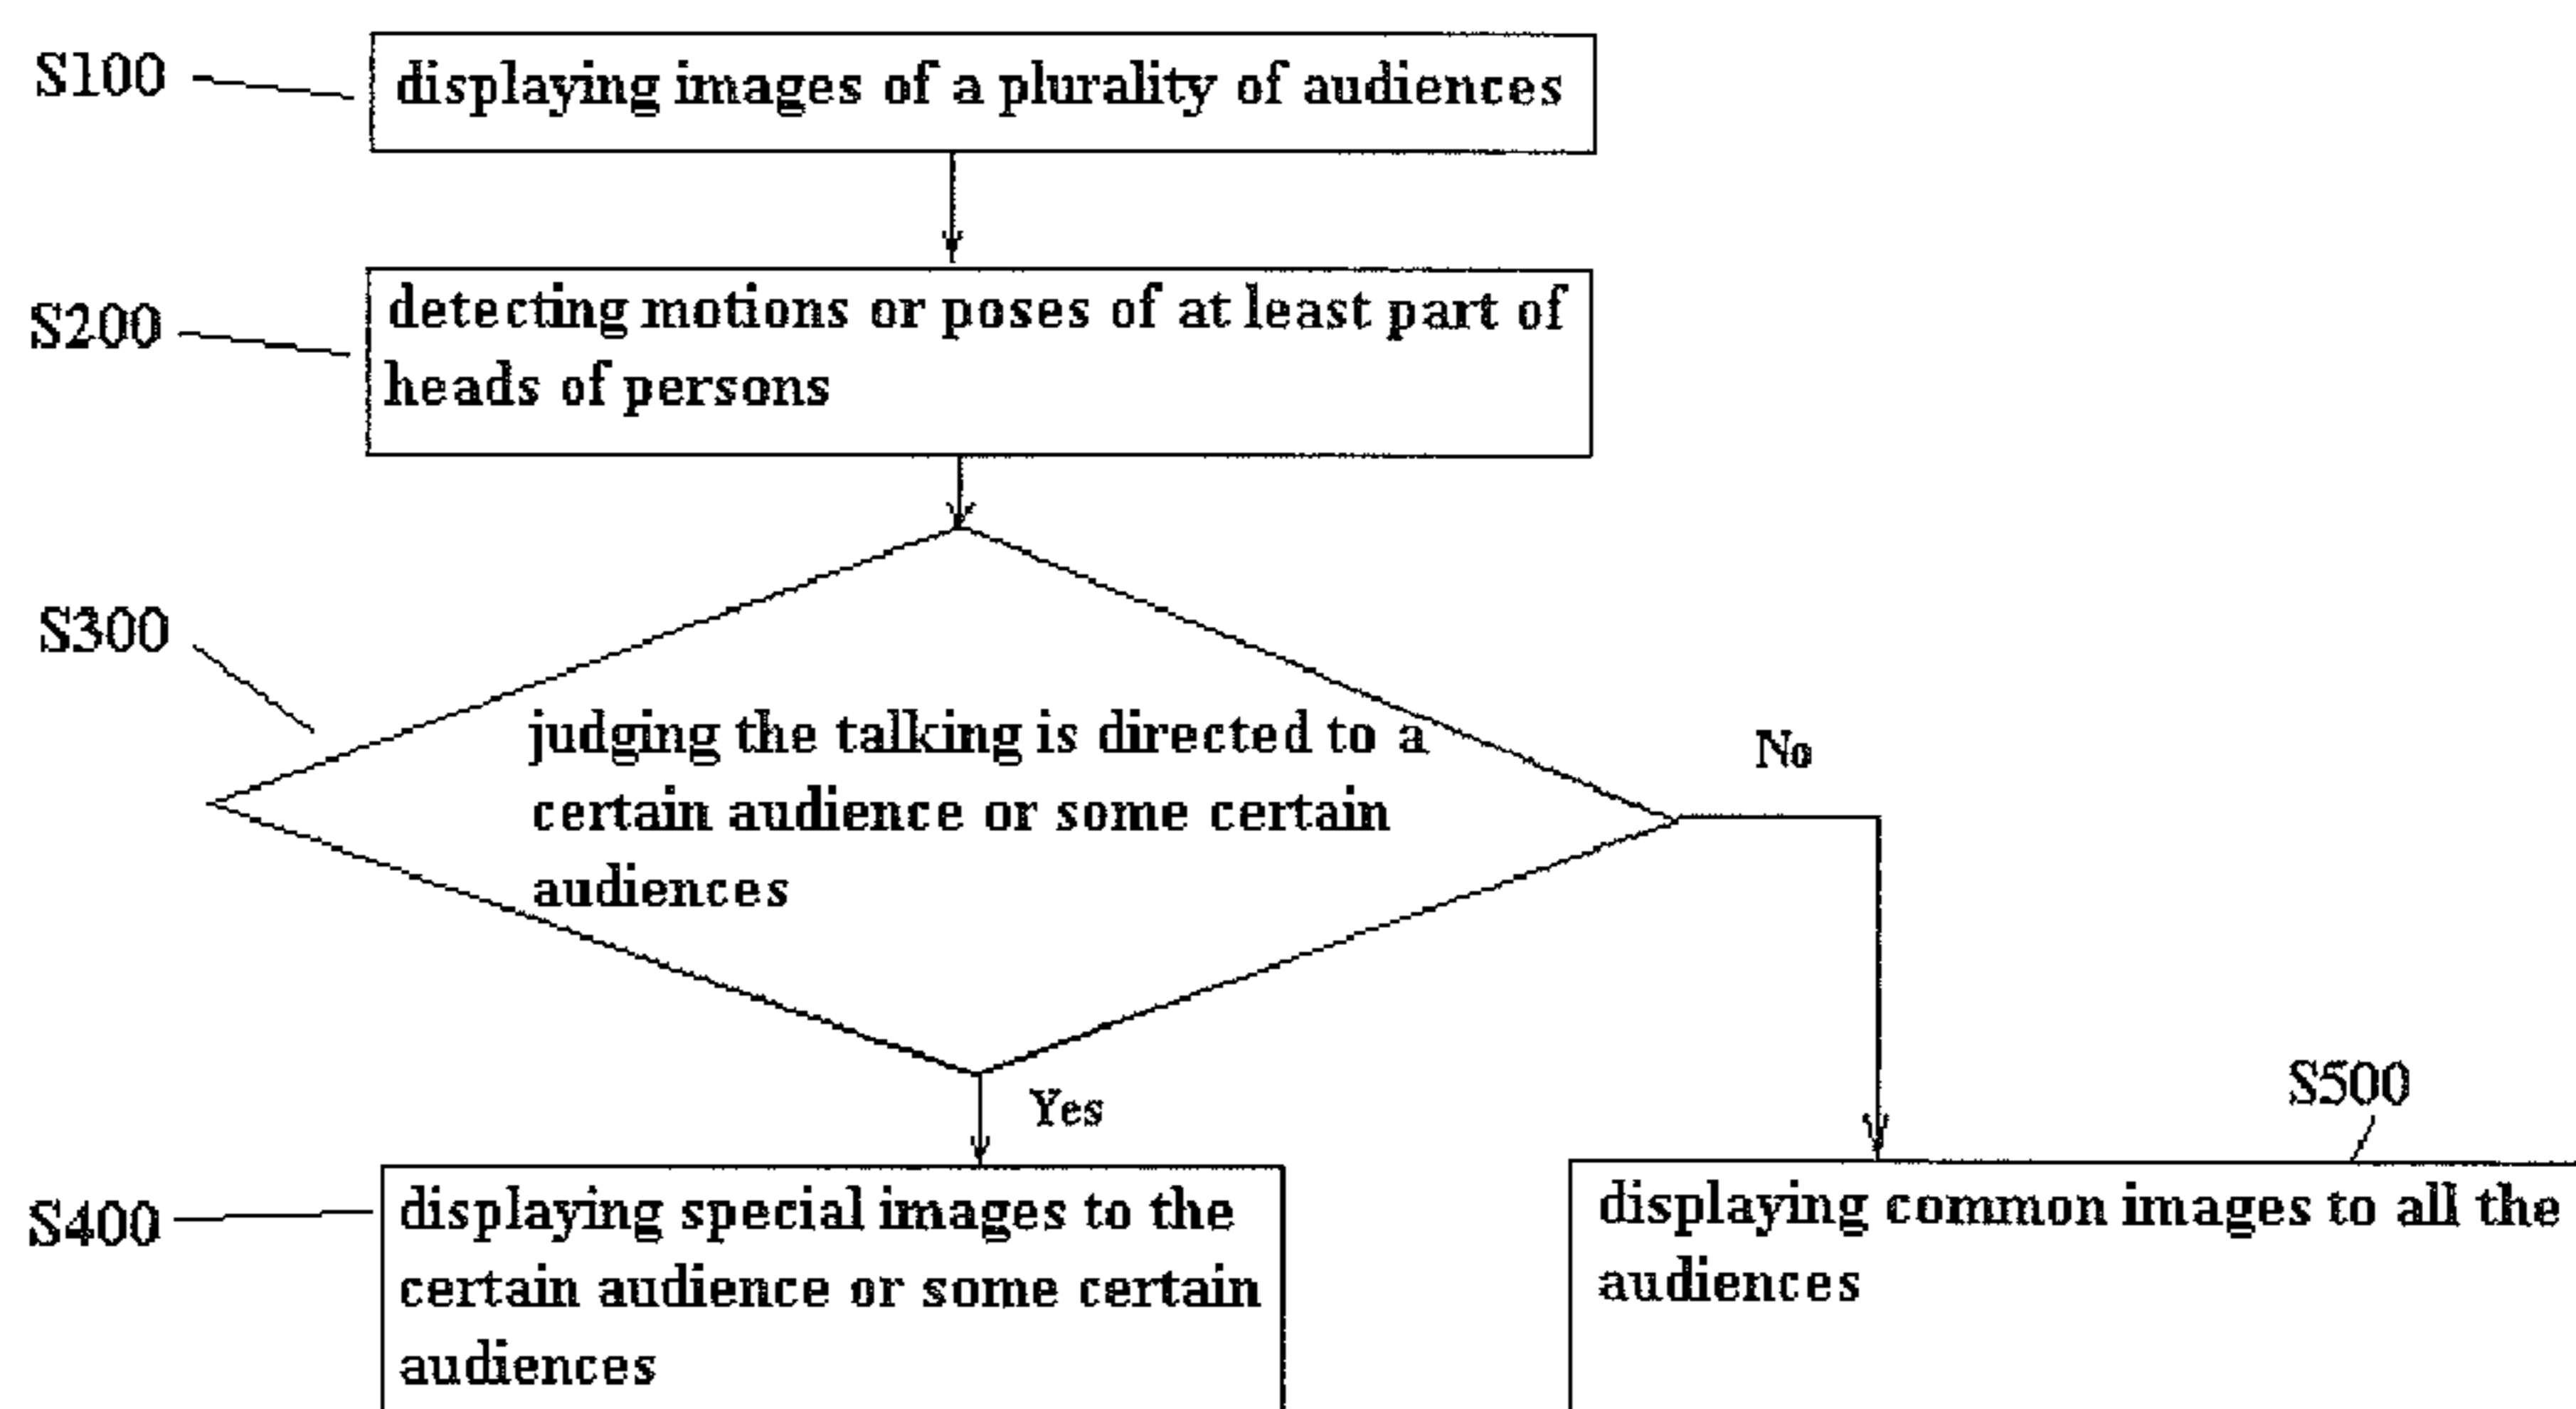 S100
displaying images of a plurality of audiences
S200
detecting motions or poses of at least part of
heads of persons
S300
judging the talking is directed to a
certain audience or some certain
audiences
No
Yes
S400
displaying special images to the
certain audience or some certain
audiences
S500
displaying common images to all the
audiences